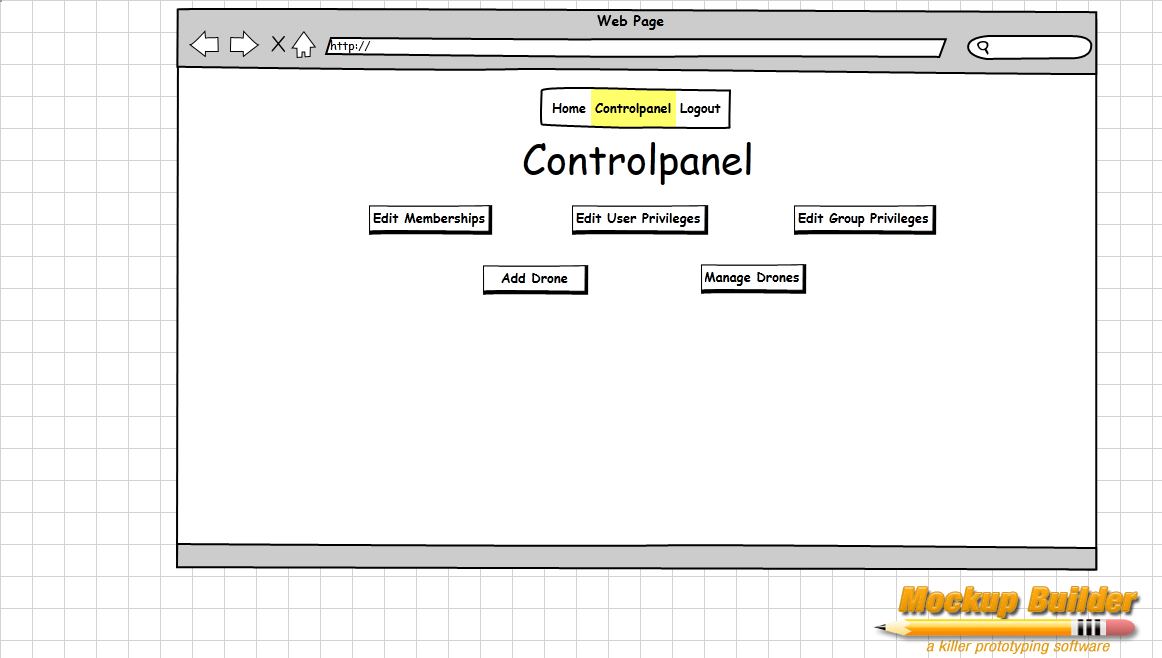 Web Page
http://
Home Controlpanel Logout
Controlpanel
Edit Memberships Edit User Privileges Edit Group Privileges
Add Drone Manage Drones
Mockup Builder
a killer prototyping software